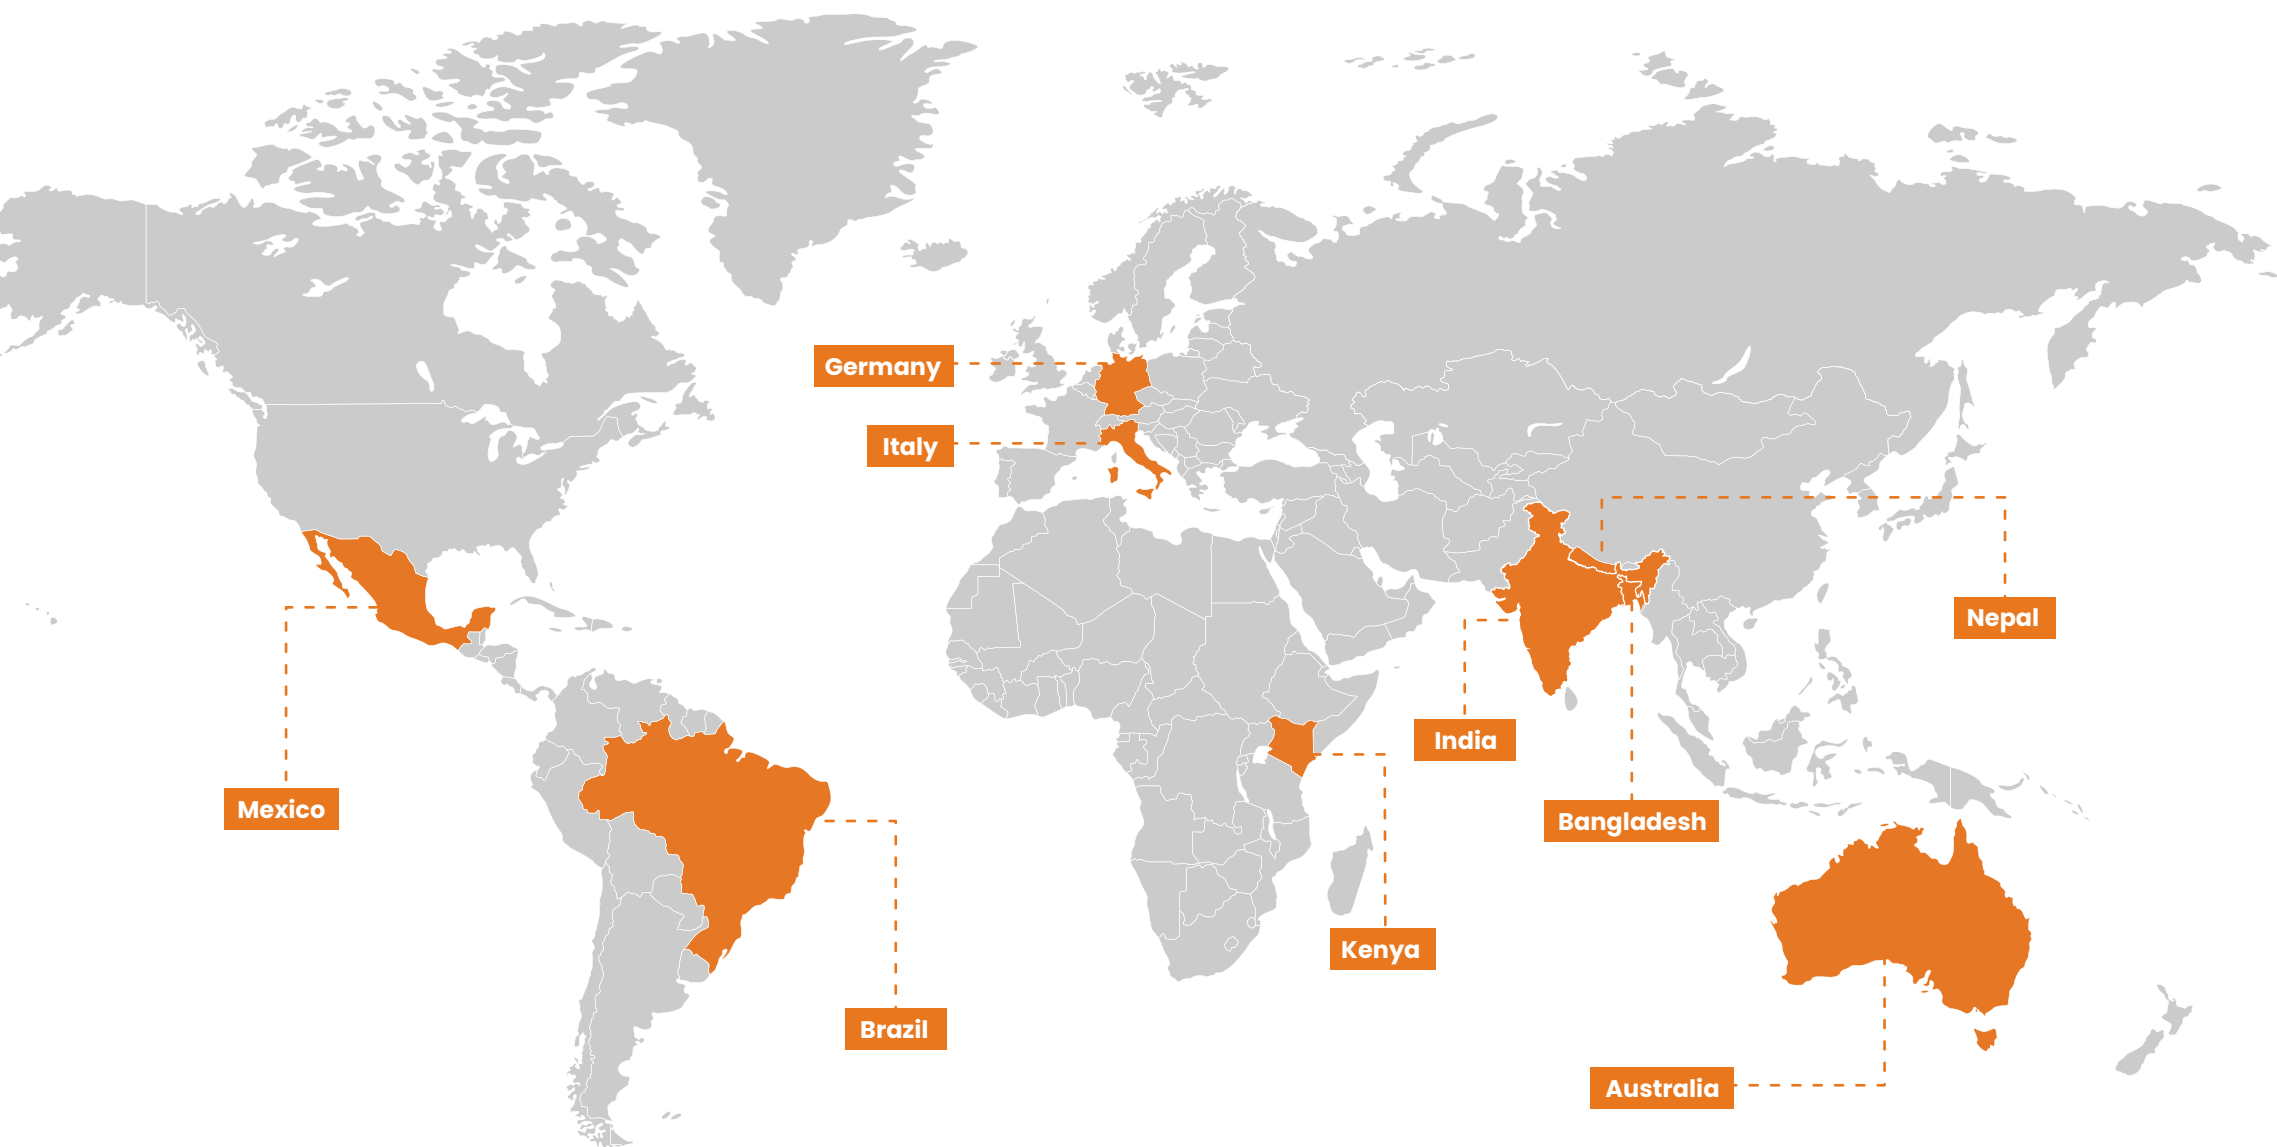 Germany
Italy
Nepal
India
Mexico
Bangladesh
Kenya
Brazil
Australia